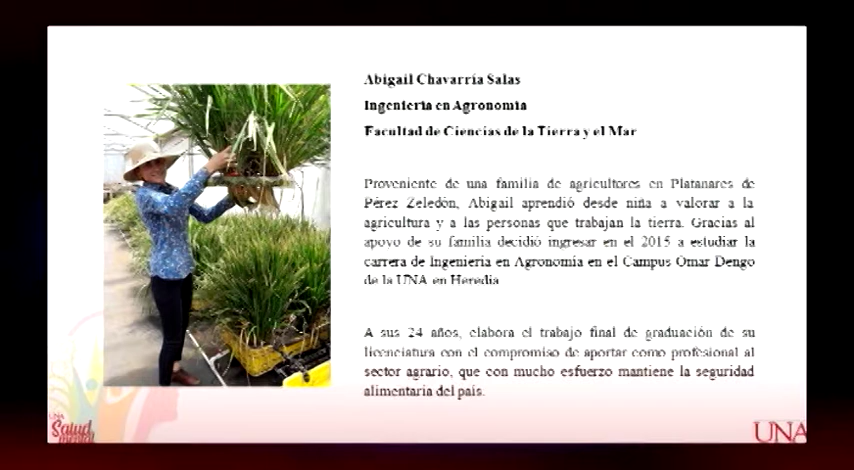 Abigail Chavarría Salas
Ingeniería en Agronomía
Facultad de Ciencias de la Tierra y el Mar
Proveniente de una familia de agricultores en Platanares de
Pérez Zeledón, Abigail aprendió desde niña a valorar a la
agricultura y a las personas que trabajan la tierra. Gracias al
apoyo de su familia decidió ingresar en el 2015 a estudiar la
carrera de Ingeniería en Agronomía en el Campus Omar Dengo
de la UNA en Heredia
A sus 24 años, elabora el trabajo final de graduación de su
licenciatura con el compromiso de aportar como profesional al
sector agrario, que con mucho esfuerzo mantiene la seguridad
alimentaria del país.
UNA
Salud
mental
UNA